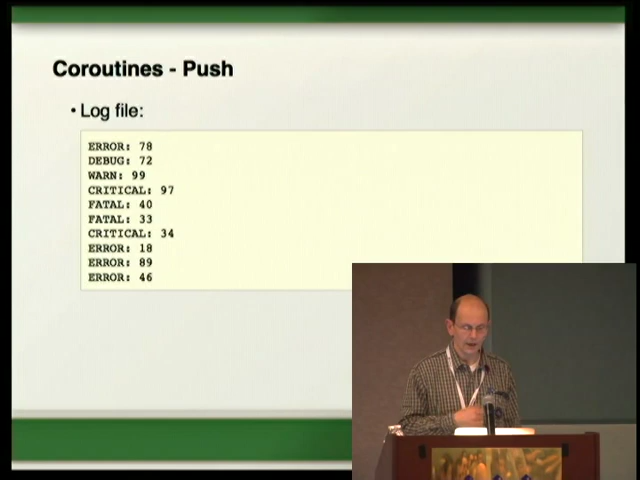 Coroutines - Push
• Log file:
ERROR: 78
DEBUG: 72
WARN: 99
CRITICAL: 97
FATAL: 40
FATAL: 33
CRITICAL: 34
ERROR: 18
ERROR: 89
ERROR: 46